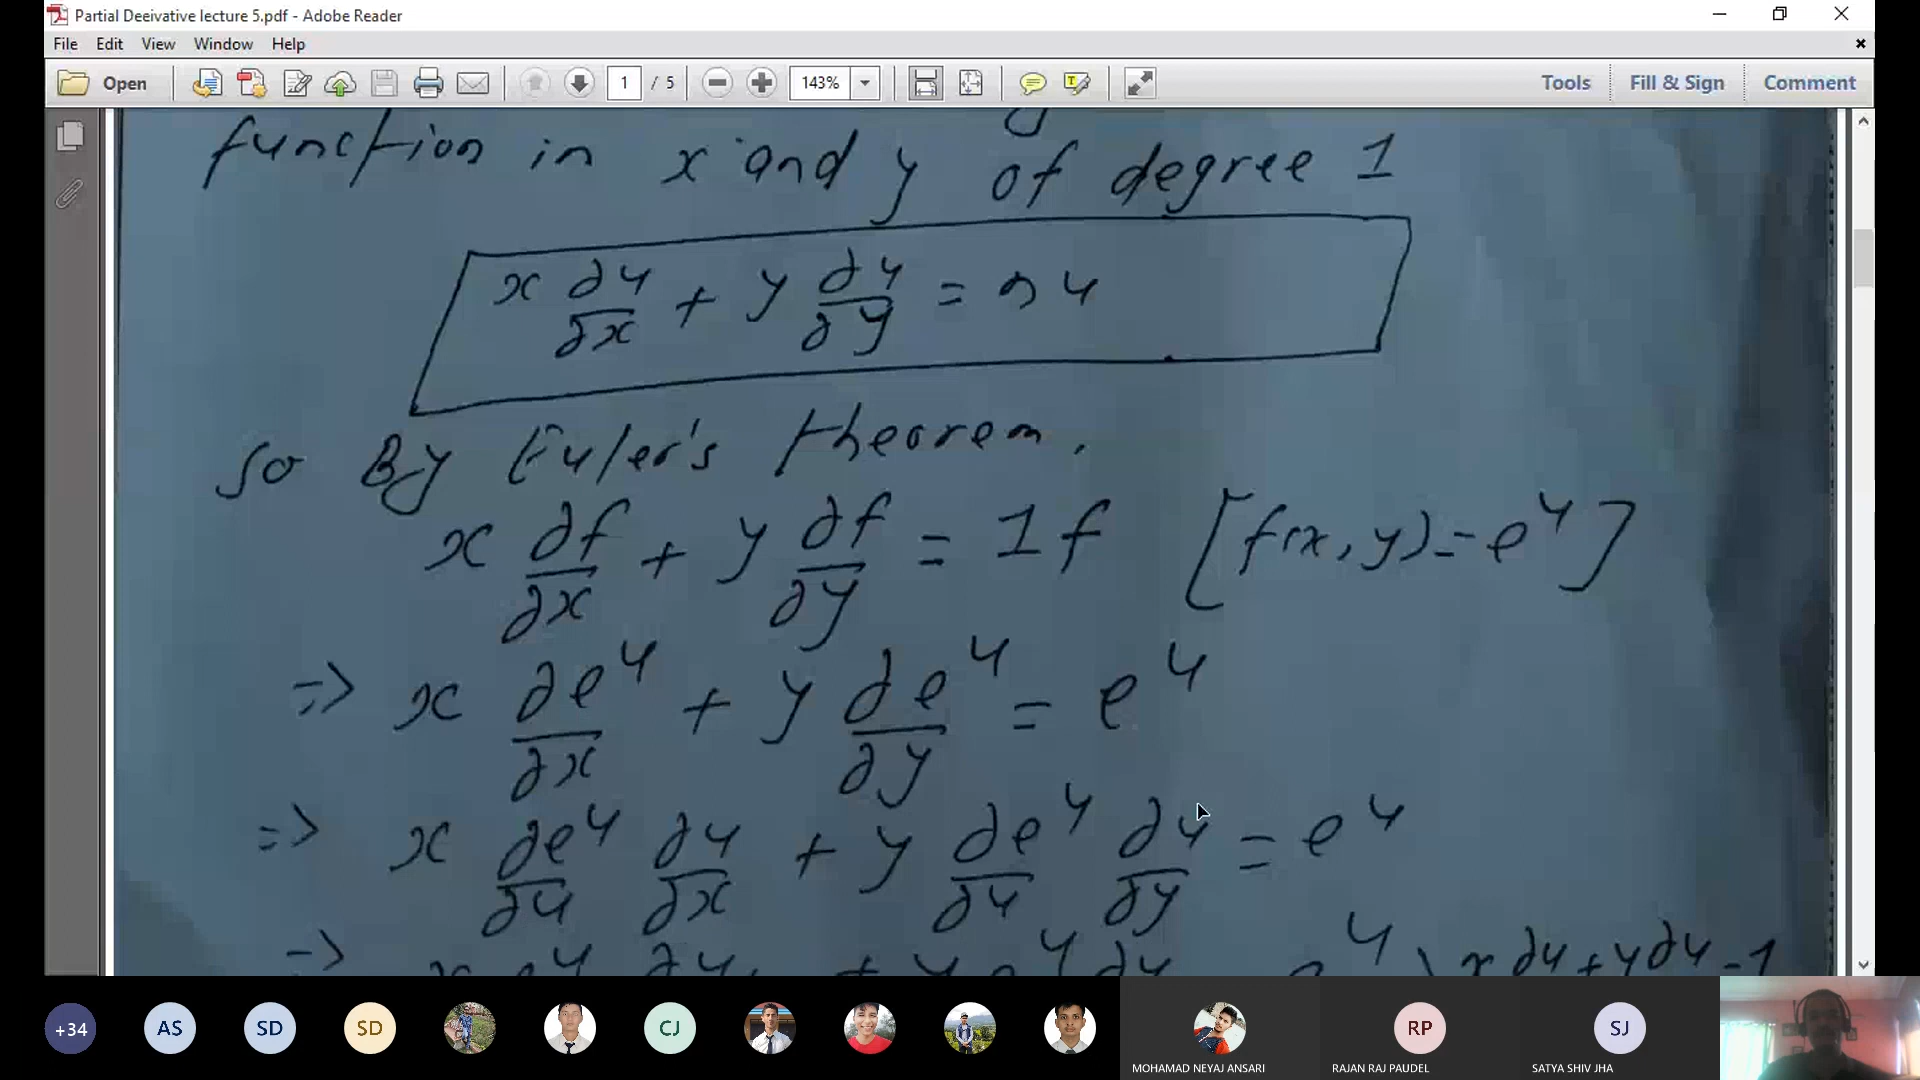 Partial Deeivative lecture 5.pdf - Adobe Reader
File Edit View Window Help
Open 1 / 5 143% Tools Fill & Sign Comment
function in x and y of degree 1
x ∂u/∂x + y ∂u/∂y = nu
So By Euler's theorem,
x ∂f/∂x + y ∂f/∂y = 1f [f(x,y) = e^u]
=> x ∂e^u/∂x + y ∂e^u/∂y = e^u
=> x ∂e^u/∂u ∂u/∂x + y ∂e^u/∂u ∂u/∂y = e^u
+34 AS SD SD CJ RP SJ
MOHAMAD NEYAJ ANSARI RAJAN RAJ PAUDEL SATYA SHIV JHA